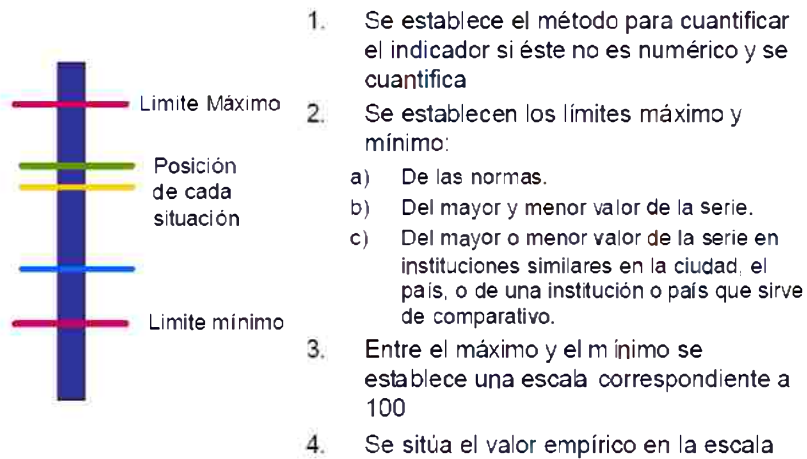 Limite Máximo
Posición
de cada
situación
Limite mínimo
1. Se establece el método para cuantificar
el indicador si éste no es numérico y se
cuantifica
2. Se establecen los límites máximo y
mínimo:
a) De las normas.
b) Del mayor y menor valor de la serie.
c) Del mayor o menor valor de la serie en
instituciones similares en la ciudad, el
país, o de una institución o país que sirve
de comparativo.
3. Entre el máximo y el m ínimo se
establece una escala correspondiente a
100
4. Se sitúa el valor empírico en la escala